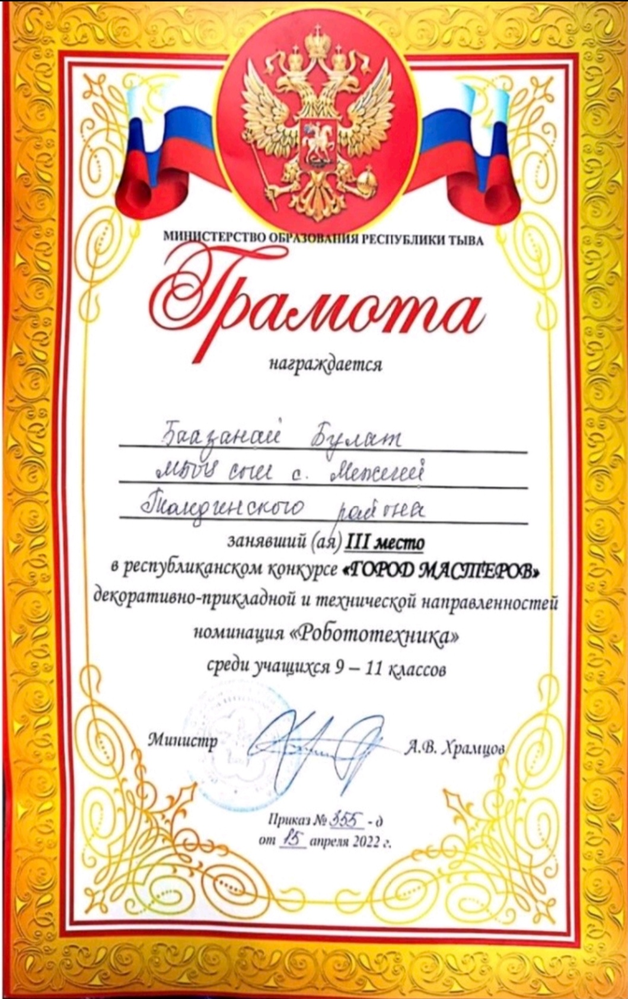 МИНИСТЕРСТВО ОБРАЗОВАНИЯ РЕСПУБЛИКИ ТЫВА
Грамота
награждается
Баазанай Булат
МБОУ СОШ с. Межегей
Тандинского района
занявший (ая) III место
в республиканском конкурсе «ГОРОД МАСТЕРОВ»
декоративно-прикладной и технической направленностей
номинация «Робототехника»
среди учащихся 9 – 11 классов
Министр А.В. Храмцов
Приказ № 355 - д
от 15 апреля 2022 г.